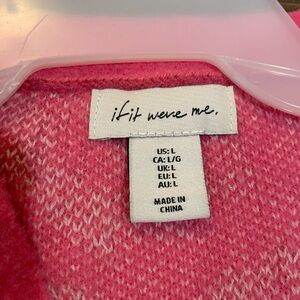 if it were me.
US: L
CA: L/G
UK: L
EU: L
AU: L
MADE IN
CHINA